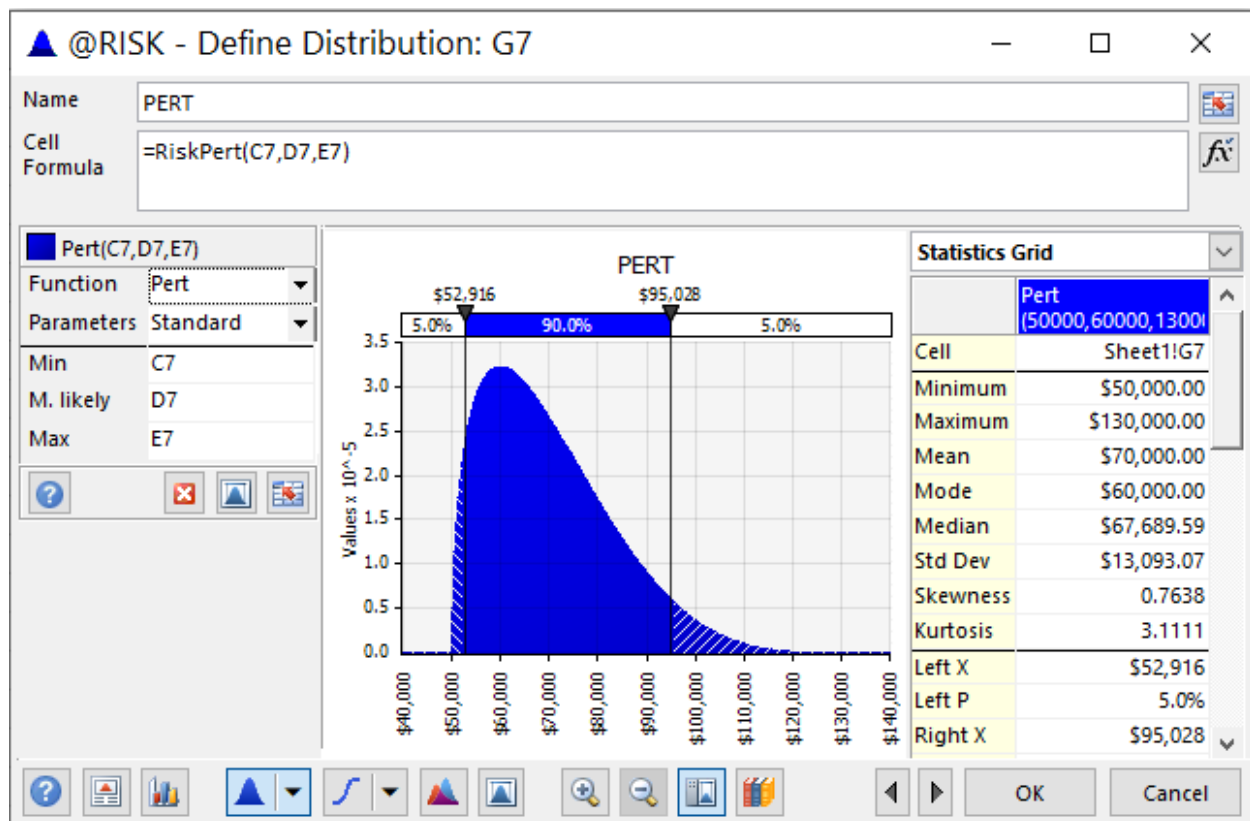 @RISK - Define Distribution: G7
Name
PERT
Cell
Formula
=RiskPert(C7,D7,E7)
fx
Pert(C7,D7,E7)
Function Pert
Parameters Standard
Min C7
M. likely D7
Max E7
PERT
$52,916 $95,028
5.0% 90.0% 5.0%
Values x 10^-5
3.5
3.0
2.5
2.0
1.5
1.0
0.5
0.0
$40,000
$50,000
$60,000
$70,000
$80,000
$90,000
$100,000
$110,000
$120,000
$130,000
$140,000
Statistics Grid
Pert
(50000,60000,1300
Cell Sheet1!G7
Minimum $50,000.00
Maximum $130,000.00
Mean $70,000.00
Mode $60,000.00
Median $67,689.59
Std Dev $13,093.07
Skewness 0.7638
Kurtosis 3.1111
Left X $52,916
Left P 5.0%
Right X $95,028
OK
Cancel